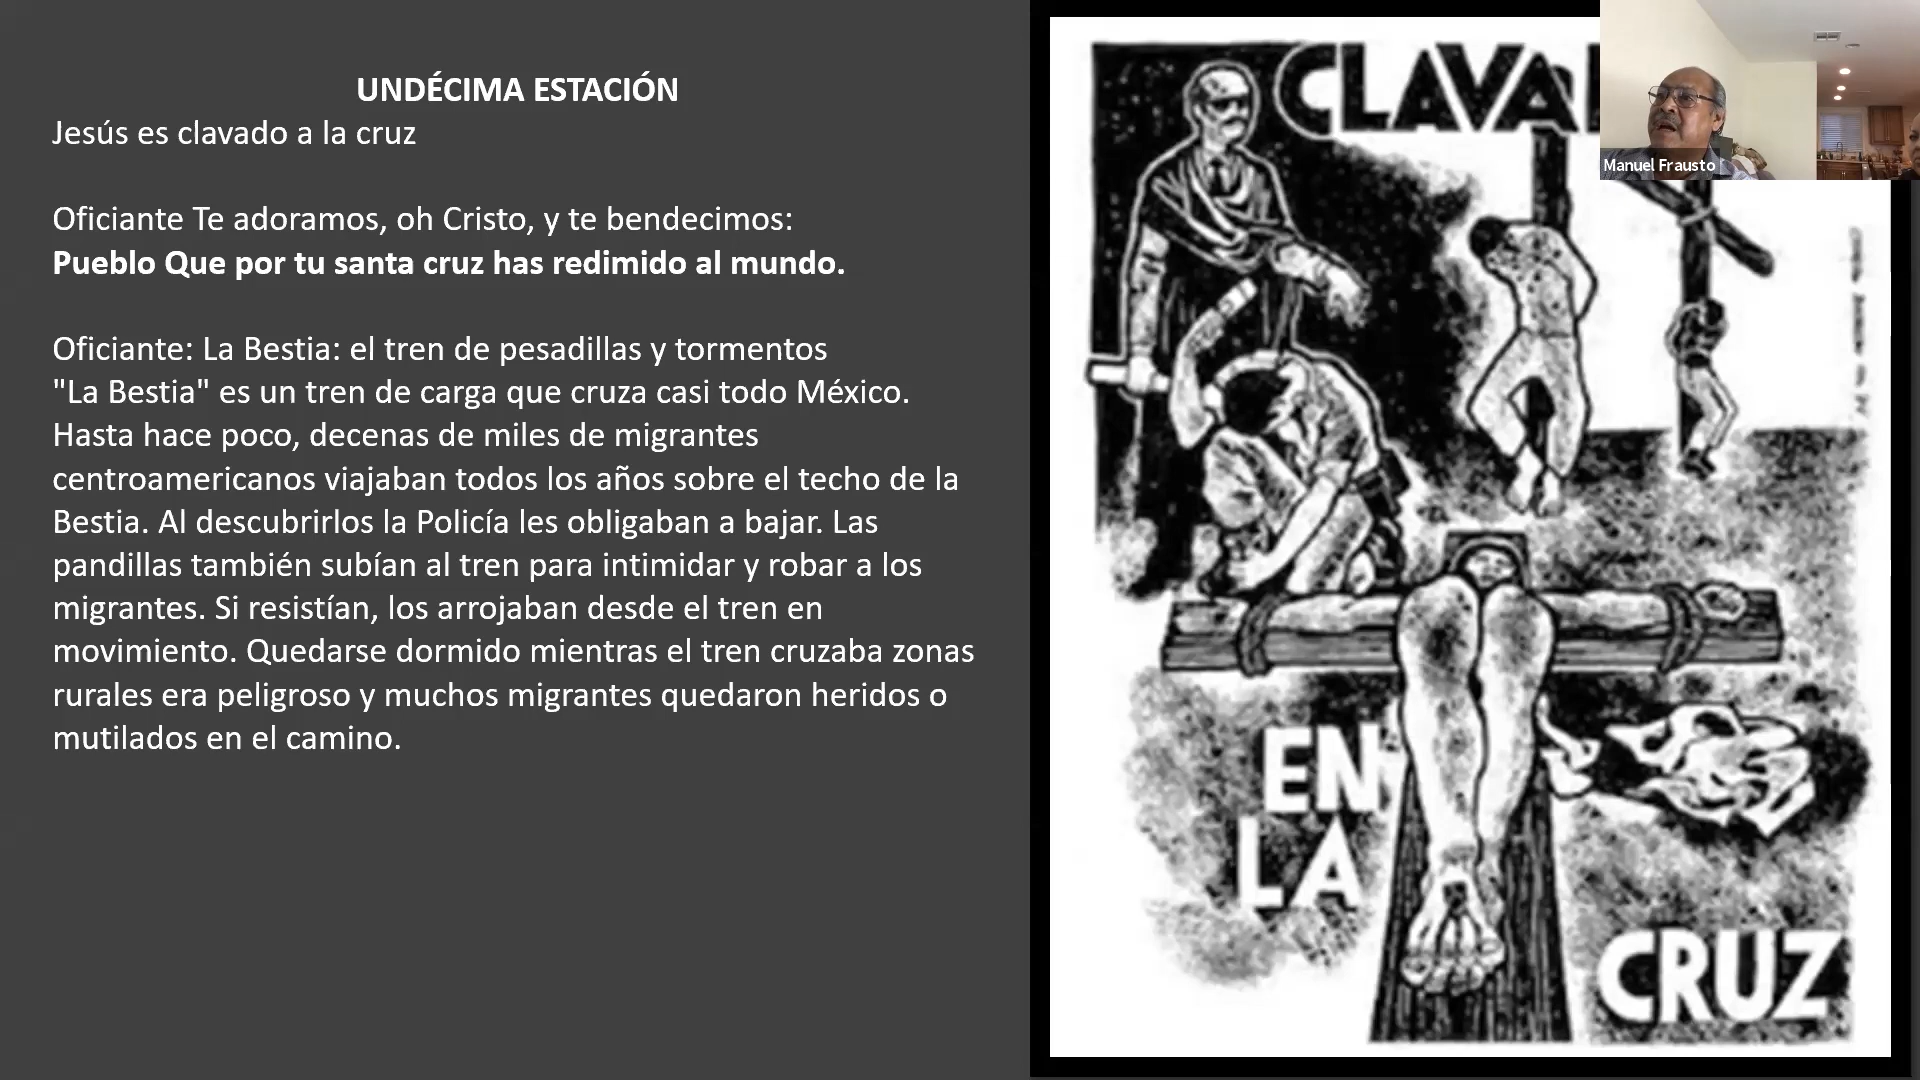 UNDÉCIMA ESTACIÓN
Jesús es clavado a la cruz
Oficiante Te adoramos, oh Cristo, y te bendecimos:
Pueblo Que por tu santa cruz has redimido al mundo.
Oficiante: La Bestia: el tren de pesadillas y tormentos
"La Bestia" es un tren de carga que cruza casi todo México.
Hasta hace poco, decenas de miles de migrantes
centroamericanos viajaban todos los años sobre el techo de la
Bestia. Al descubrirlos la Policía les obligaban a bajar. Las
pandillas también subían al tren para intimidar y robar a los
migrantes. Si resistían, los arrojaban desde el tren en
movimiento. Quedarse dormido mientras el tren cruzaba zonas
rurales era peligroso y muchos migrantes quedaron heridos o
mutilados en el camino.
CLAVA
EN
LA
CRUZ
Manuel Frausto